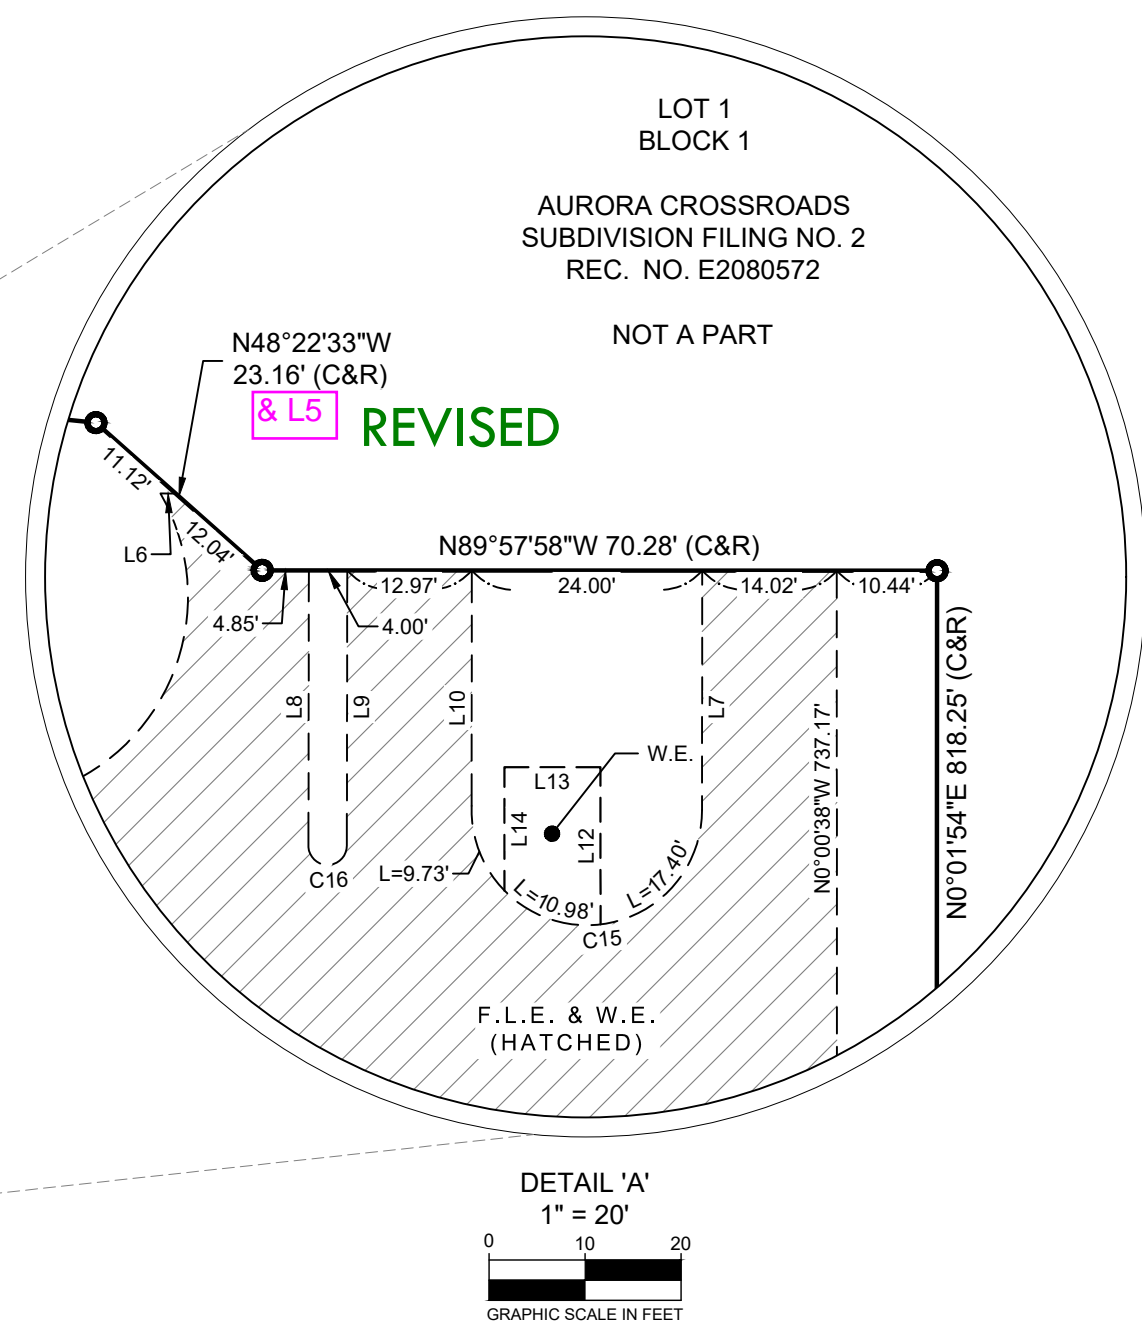 LOT 1
BLOCK 1
AURORA CROSSROADS
SUBDIVISION FILING NO. 2
REC. NO. E2080572
NOT A PART
N48°22'33"W
23.16' (C&R)
& L5
REVISED
11.12'
12.04'
L6
N89°57'58"W 70.28' (C&R)
12.97'
24.00'
14.02'
10.44'
4.85'
4.00'
L8
L9
L10
L7
N0°00'38"W 737.17'
N0°01'54"E 818.25' (C&R)
W.E.
L13
L14
L12
L=9.73'
L=10.98'
L=17.40'
C16
C15
F.L.E. & W.E.
(HATCHED)
DETAIL 'A'
1" = 20'
0 10 20
GRAPHIC SCALE IN FEET